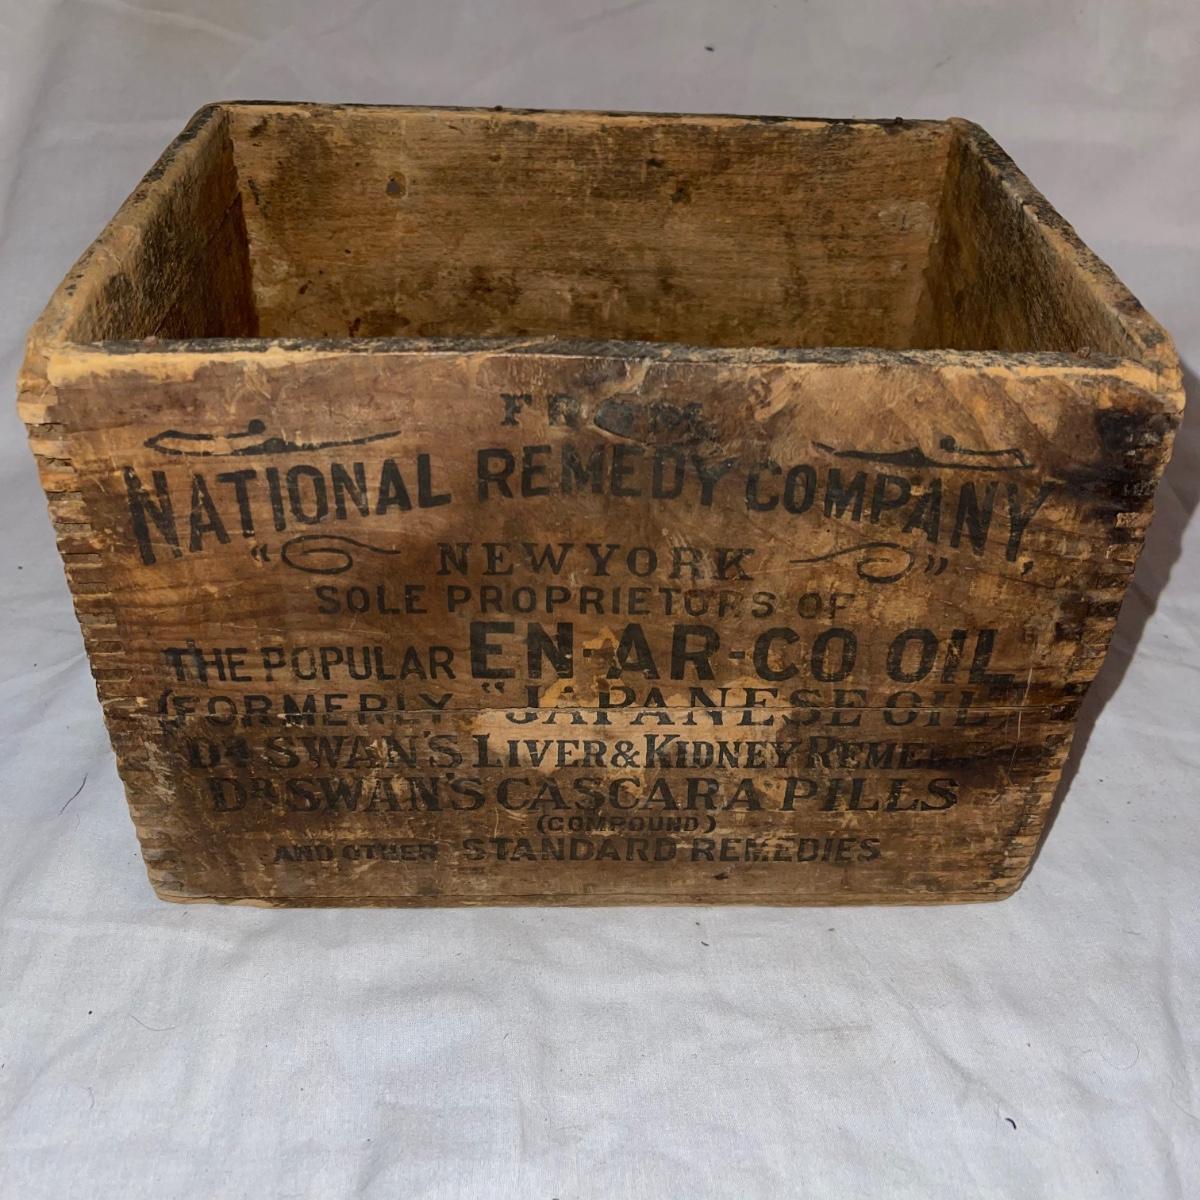 FROM
NATIONAL REMEDY COMPANY,
“ NEW YORK ”
SOLE PROPRIETORS OF
THE POPULAR EN-AR-CO OIL
(FORMERLY “JAPANESE OIL”)
DR SWAN'S LIVER & KIDNEY
DR SWAN'S CASCARA PILLS
(COMPOUND)
AND OTHER STANDARD REMEDIES